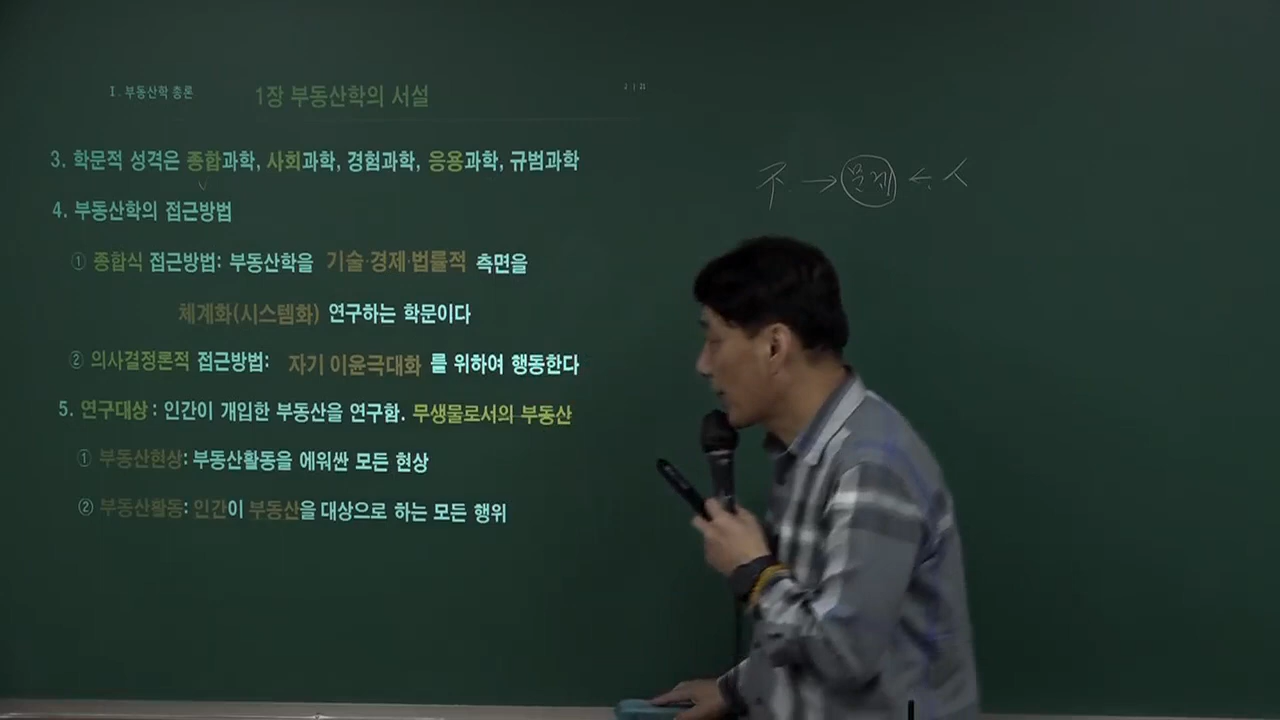 Ⅰ. 부동산학 총론
1장 부동산학의 서설
3. 학문적 성격은 종합과학, 사회과학, 경험과학, 응용과학, 규범과학
4. 부동산학의 접근방법
① 종합식 접근방법: 부동산학을 기술·경제·법률적 측면을
체계화(시스템화) 연구하는 학문이다
② 의사결정론적 접근방법: 자기 이윤극대화 를 위하여 행동한다
5. 연구대상 : 인간이 개입한 부동산을 연구함. 무생물로서의 부동산
① 부동산현상: 부동산활동을 에워싼 모든 현상
② 부동산활동: 인간이 부동산을 대상으로 하는 모든 행위
不 → 문제 ← 人